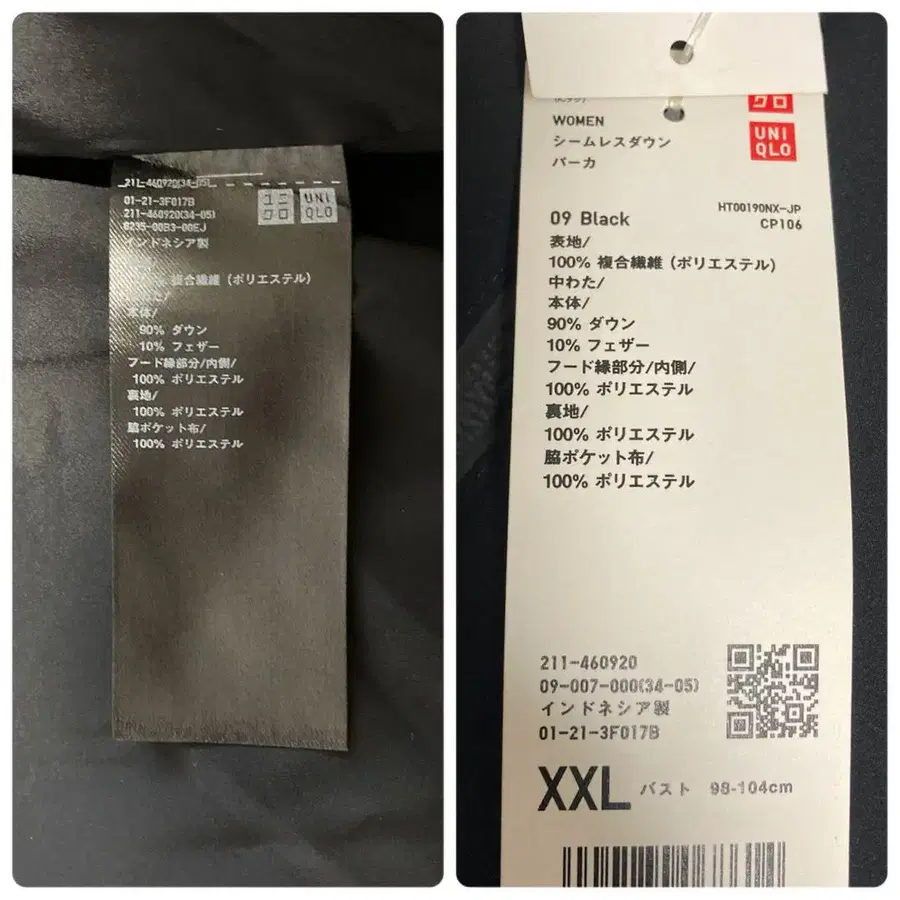 211-460920(34-05)
01-21-3F017B
211-460920(34-05)
8235-00B3-00EJ
インドネシア製
ユニ
クロ
UNI
QLO
複合繊維 (ポリエステル)
本体/
90% ダウン
10% フェザー
フード縁部分/内側/
100% ポリエステル
裏地/
100% ポリエステル
脇ポケット布/
100% ポリエステル
クロ
UNI
QLO
WOMEN
シームレスダウン
パーカ
09 Black
HT00190NX-JP
CP106
表地/
100% 複合繊維 (ポリエステル)
中わた/
本体/
90% ダウン
10% フェザー
フード縁部分/内側/
100% ポリエステル
裏地/
100% ポリエステル
脇ポケット布/
100% ポリエステル
211-460920
09-007-000(34-05)
インドネシア製
01-21-3F017B
XXL バスト 98-104cm